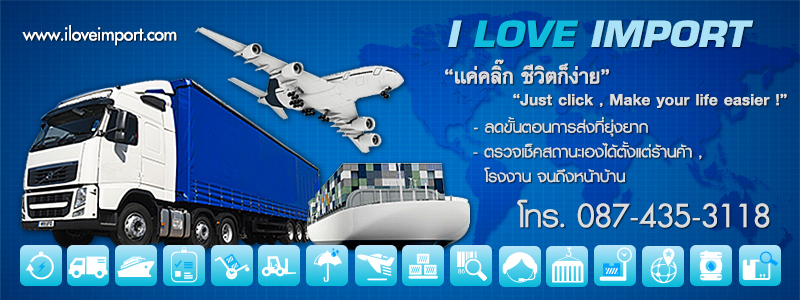 www.iloveimport.com
I LOVE IMPORT
“แค่คลิ๊ก ชีวิตก็ง่าย”
“Just click , Make your life easier !”
- ลดขั้นตอนการส่งที่ยุ่งยาก
- ตรวจเช็คสถานะเองได้ตั้งแต่ร้านค้า ,
โรงงาน จนถึงหน้าบ้าน
โทร. 087-435-3118